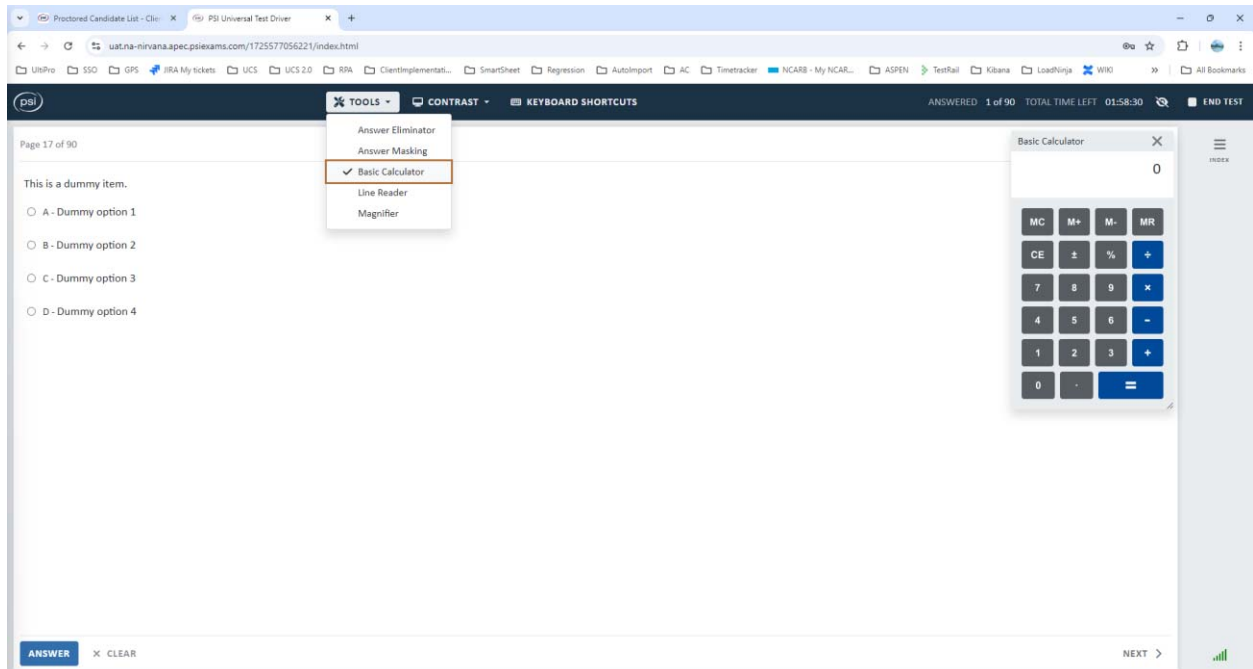 Proctored Candidate List - Clie
PSI Universal Test Driver
uat.na-nirvana.apec.psiexams.com/1725577056221/index.html
UltiPro SSO GPS JIRA My tickets UCS UCS 2.0 RPA ClientImplementati... SmartSheet Regression AutoImport AC Timetracker NCARB - My NCAR... ASPEN TestRail Kibana LoadNinja WIKI » All Bookmarks
psi TOOLS CONTRAST KEYBOARD SHORTCUTS ANSWERED 1 of 90 TOTAL TIME LEFT 01:58:30 END TEST
Answer Eliminator
Answer Masking
Basic Calculator
Line Reader
Magnifier
Page 17 of 90
This is a dummy item.
A - Dummy option 1
B - Dummy option 2
C - Dummy option 3
D - Dummy option 4
Basic Calculator
0
MC M+ M- MR
CE ± % ÷
7 8 9 ×
4 5 6 -
1 2 3 +
0 . =
INDEX
ANSWER X CLEAR NEXT >